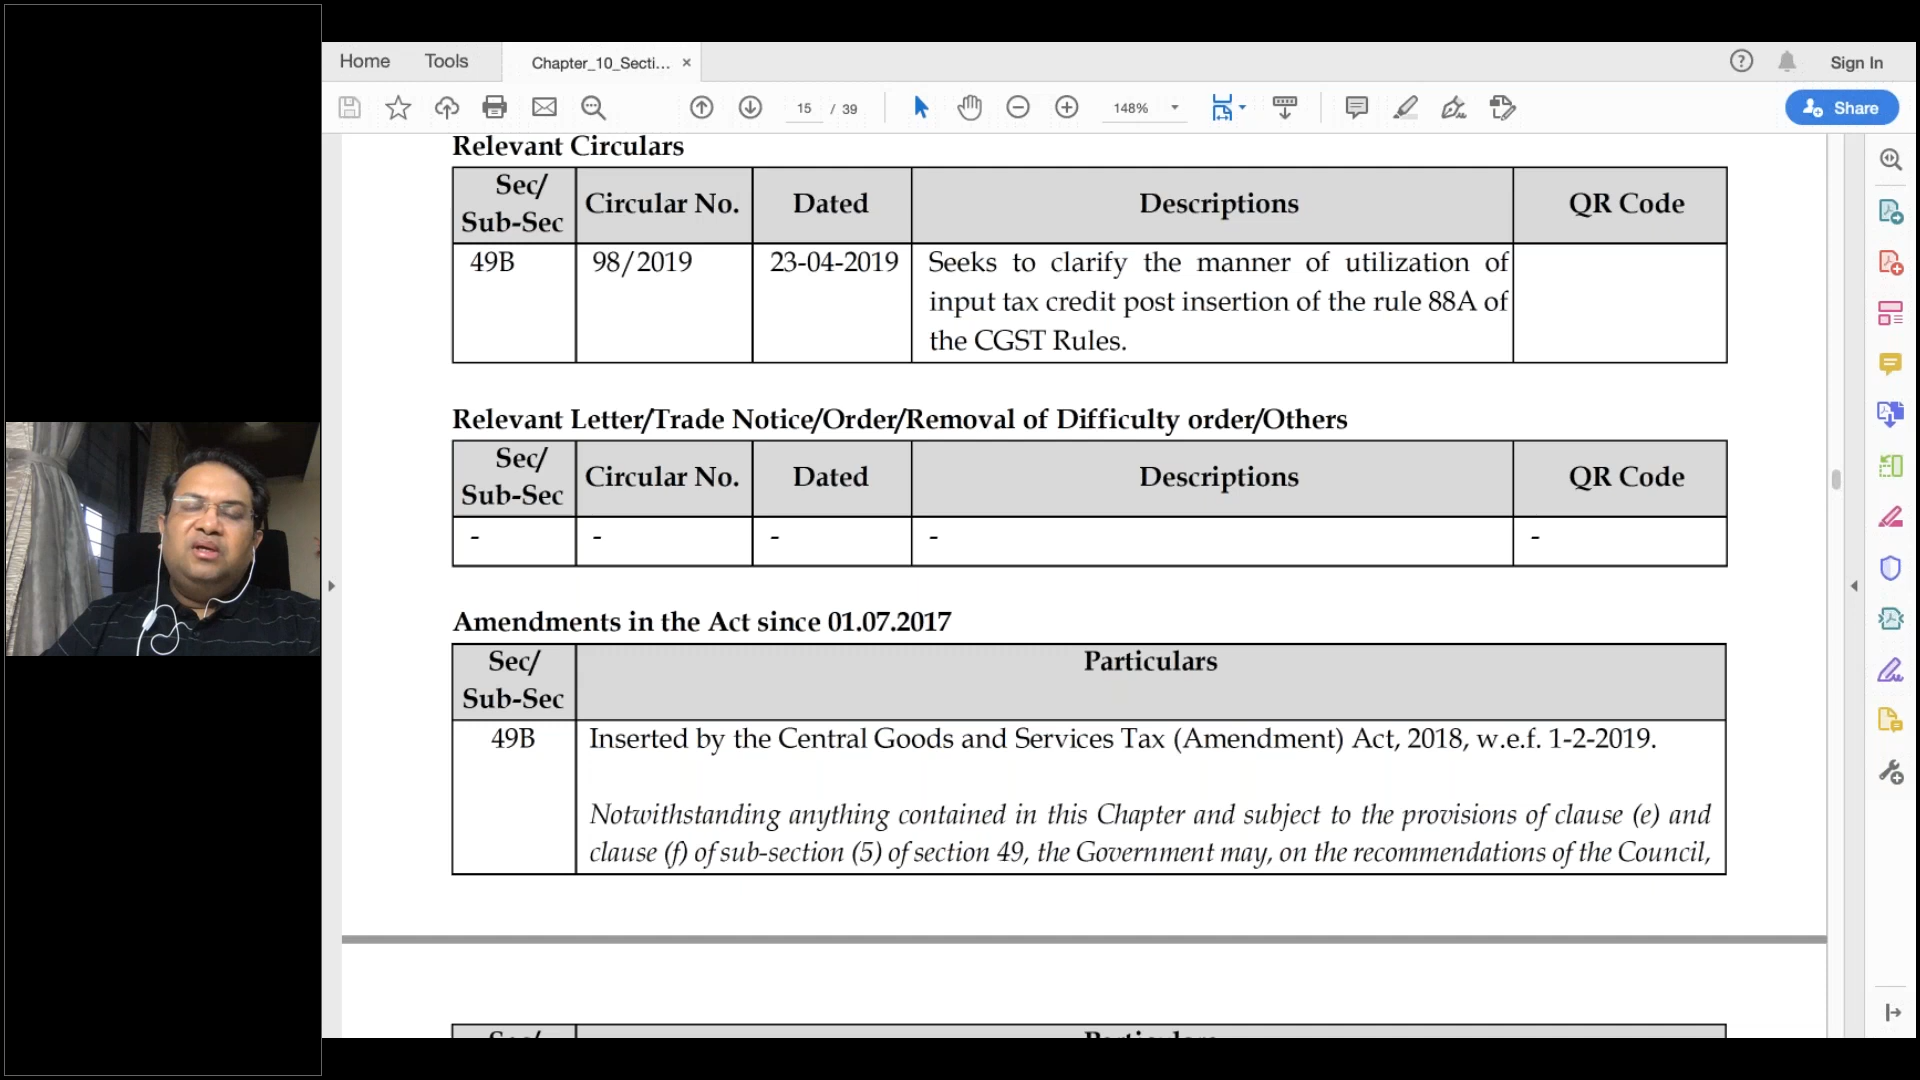 Home
Tools
Chapter_10_Secti... ×
Sign In
15 / 39
148%
Share
Relevant Circulars
Sec/ Sub-Sec
Circular No.
Dated
Descriptions
QR Code
49B
98/2019
23-04-2019
Seeks to clarify the manner of utilization of
input tax credit post insertion of the rule 88A of
the CGST Rules.
Relevant Letter/Trade Notice/Order/Removal of Difficulty order/Others
Sec/ Sub-Sec
Circular No.
Dated
Descriptions
QR Code
- - - - -
Amendments in the Act since 01.07.2017
Sec/ Sub-Sec
Particulars
49B
Inserted by the Central Goods and Services Tax (Amendment) Act, 2018, w.e.f. 1-2-2019.
Notwithstanding anything contained in this Chapter and subject to the provisions of clause (e) and
clause (f) of sub-section (5) of section 49, the Government may, on the recommendations of the Council,
Sec/
Particulars